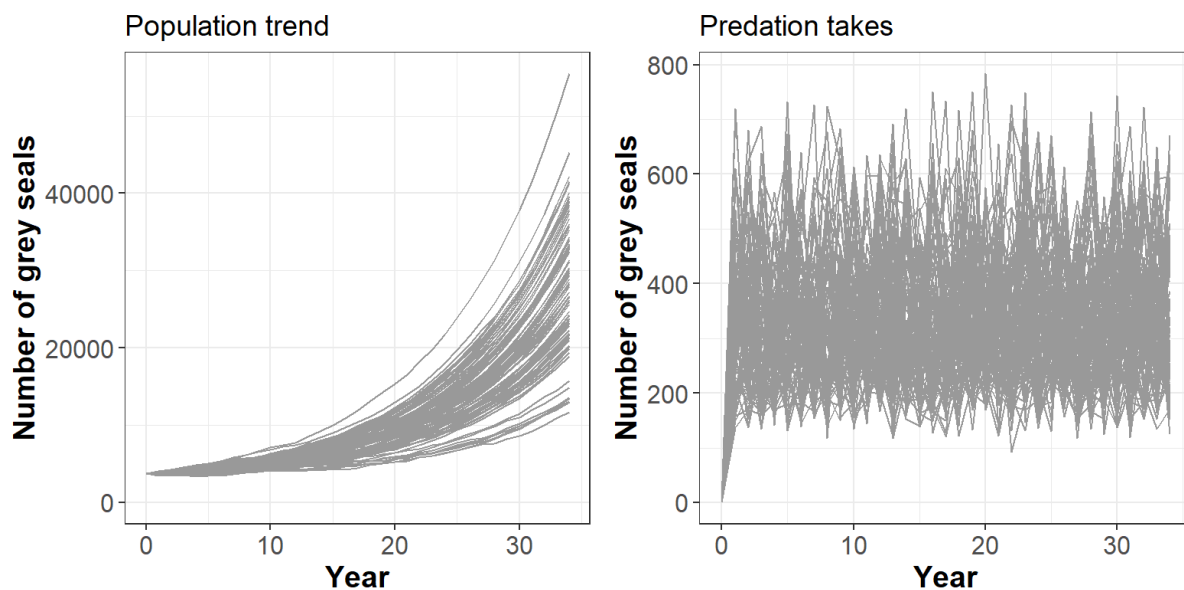 Population trend
Number of grey seals
40000
20000
0
0 10 20 30
Year
Predation takes
Number of grey seals
800
600
400
200
0
0 10 20 30
Year